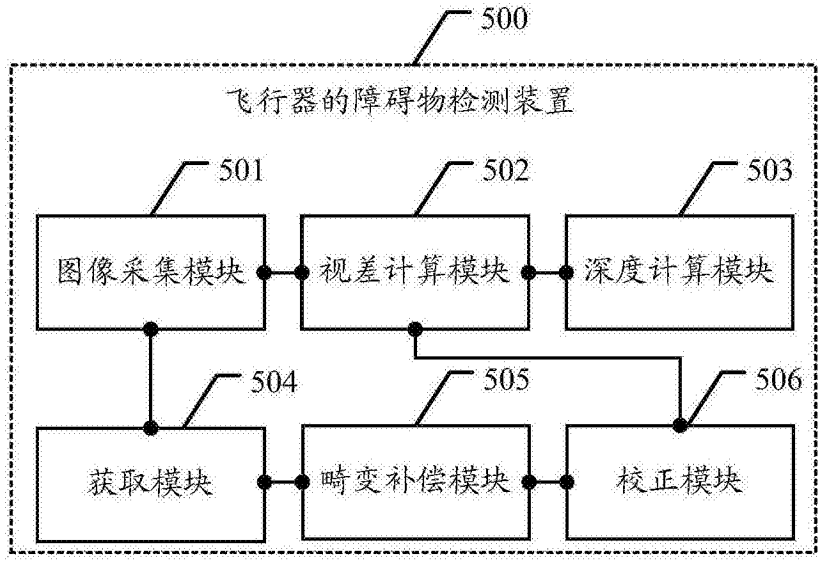 500
飞行器的障碍物检测装置
501
502
503
图像采集模块
视差计算模块
深度计算模块
504
505
506
获取模块
畸变补偿模块
校正模块